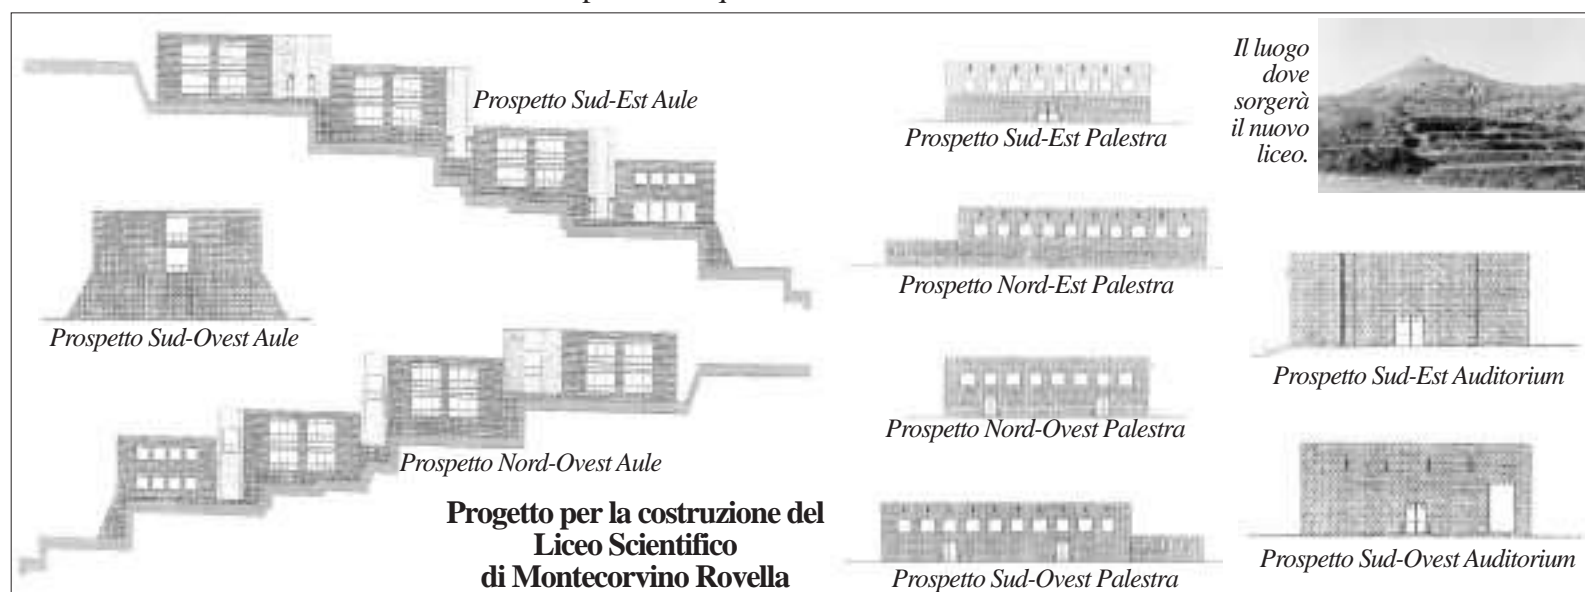 Prospetto Sud-Est Aule
Prospetto Sud-Ovest Aule
Prospetto Nord-Ovest Aule
Progetto per la costruzione del
Liceo Scientifico
di Montecorvino Rovella
Prospetto Sud-Est Palestra
Prospetto Nord-Est Palestra
Prospetto Nord-Ovest Palestra
Prospetto Sud-Ovest Palestra
Il luogo
dove
sorgerà
il nuovo
liceo.
Prospetto Sud-Est Auditorium
Prospetto Sud-Ovest Auditorium